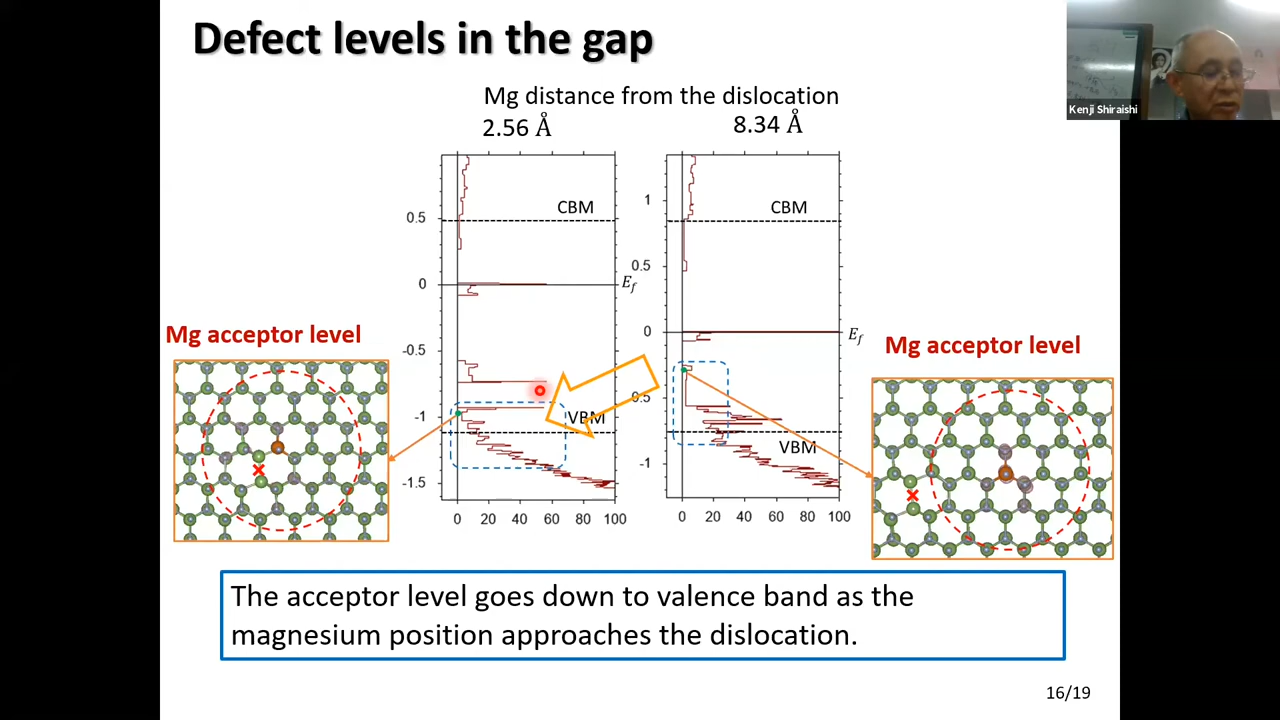 Defect levels in the gap
Kenji Shiraishi
Mg distance from the dislocation
2.56 Å
8.34 Å
CBM
CBM
0.5
0
-0.5
-1
-1.5
E_f
VBM
0 20 40 60 80 100
1
0.5
0
0.5
-1
E_f
VBM
0 20 40 60 80 100
Mg acceptor level
Mg acceptor level
The acceptor level goes down to valence band as the
magnesium position approaches the dislocation.
16/19